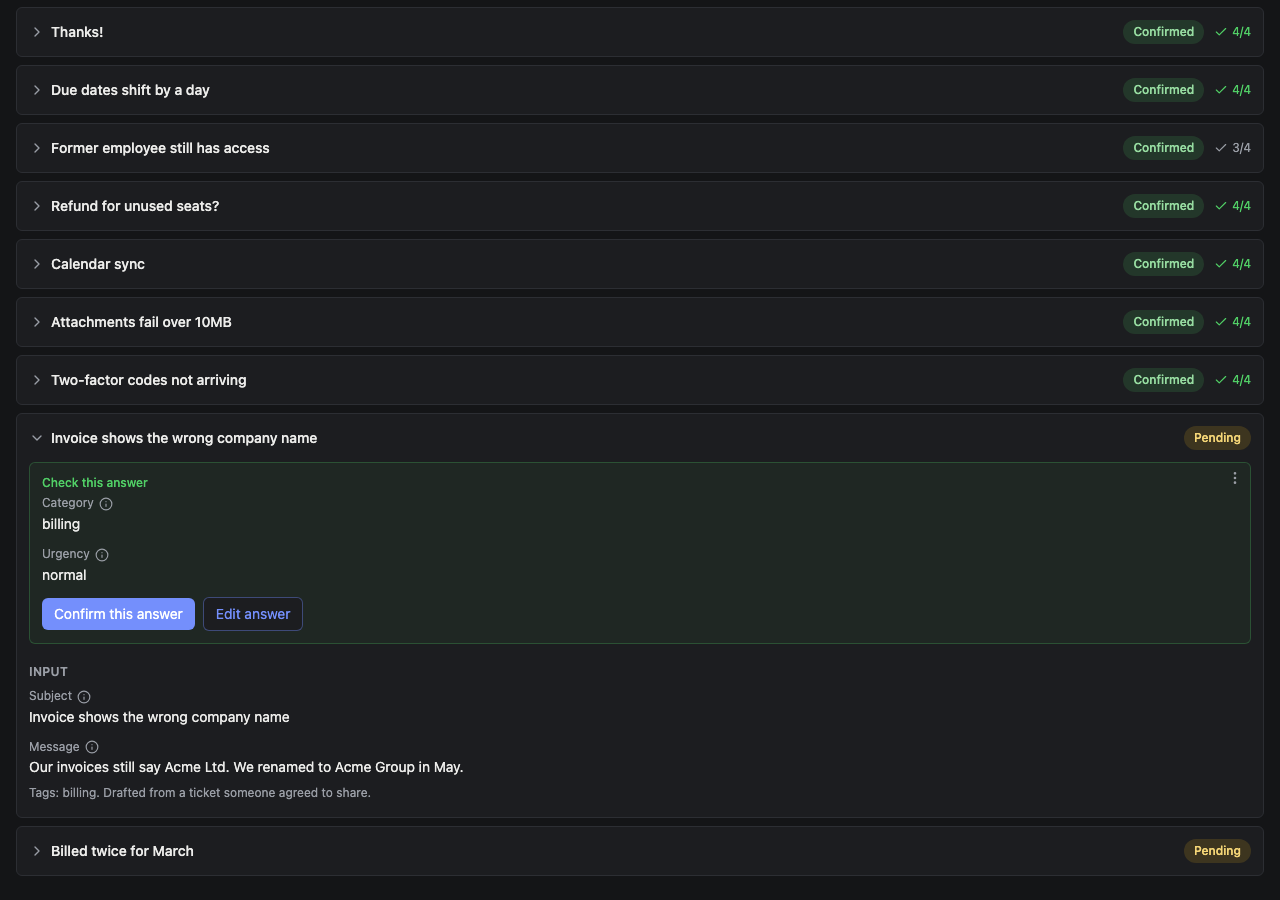 Thanks!
Confirmed
4/4
Due dates shift by a day
Confirmed
4/4
Former employee still has access
Confirmed
3/4
Refund for unused seats?
Confirmed
4/4
Calendar sync
Confirmed
4/4
Attachments fail over 10MB
Confirmed
4/4
Two-factor codes not arriving
Confirmed
4/4
Invoice shows the wrong company name
Pending
Check this answer
Category
billing
Urgency
normal
Confirm this answer
Edit answer
INPUT
Subject
Invoice shows the wrong company name
Message
Our invoices still say Acme Ltd. We renamed to Acme Group in May.
Tags: billing. Drafted from a ticket someone agreed to share.
Billed twice for March
Pending